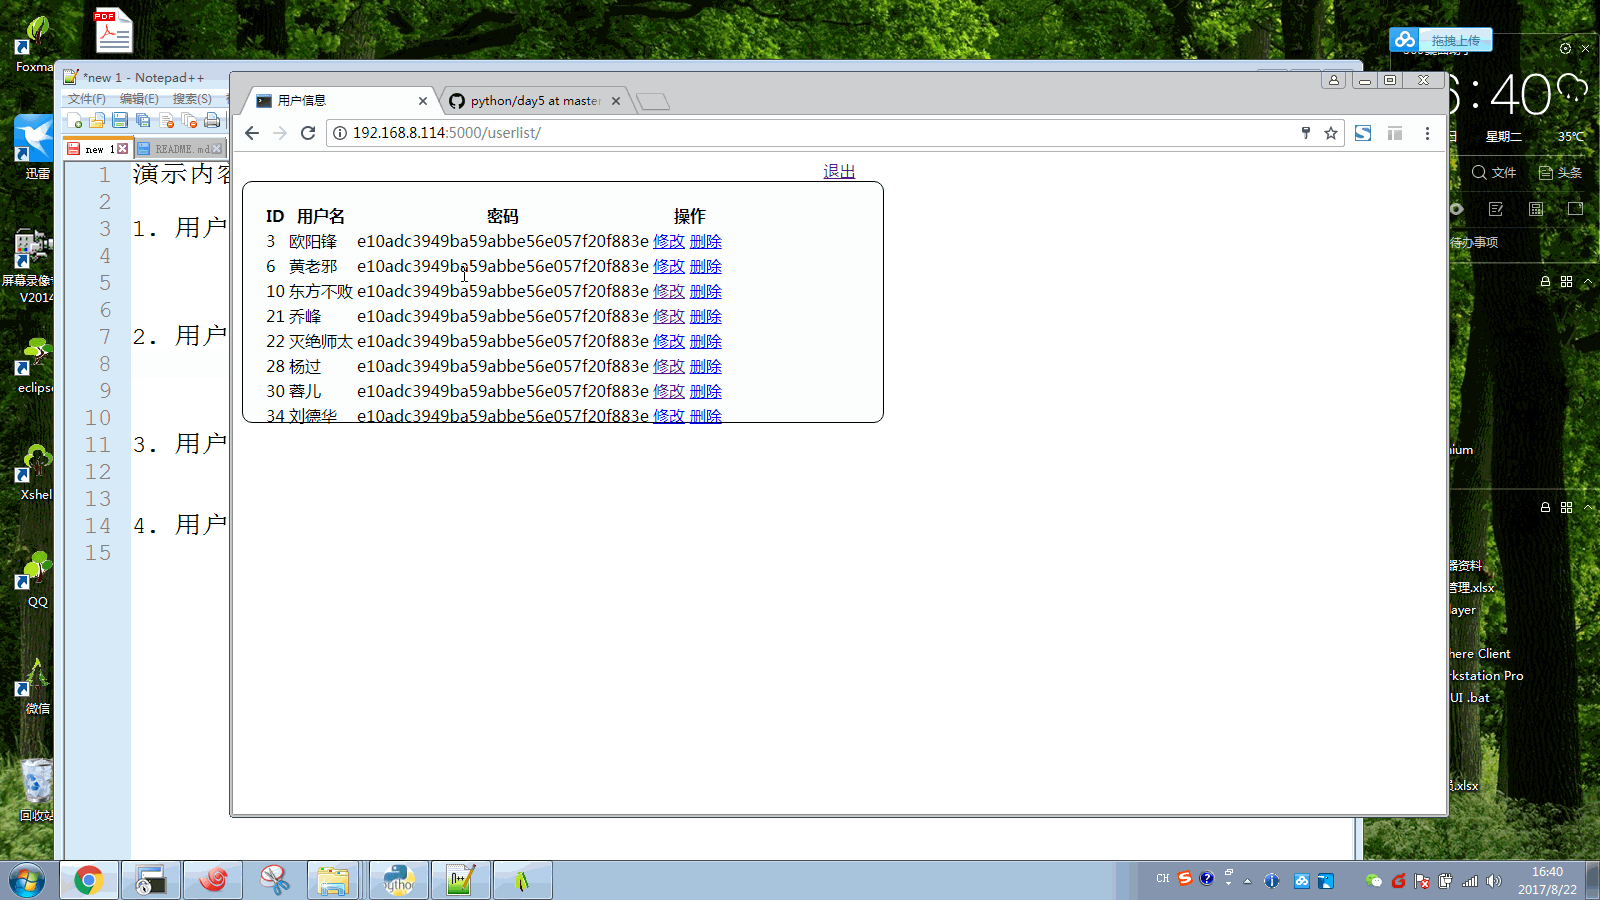 PDF
Foxma
迅雷
屏幕录像
V2014
eclipse
Xshel
QQ
微信
回收站
*new 1 - Notepad++
文件(F) 编辑(E) 搜索(S)
new 1 README.md
1 演示内容
2
3 1. 用户
4
5
6
7 2. 用户
8
9
10
11 3. 用户
12
13
14 4. 用户
15
用户信息
python/day5 at master
192.168.8.114:5000/userlist/
退出
ID 用户名 密码 操作
3 欧阳锋 e10adc3949ba59abbe56e057f20f883e 修改 删除
6 黄老邪 e10adc3949ba59abbe56e057f20f883e 修改 删除
10 东方不败 e10adc3949ba59abbe56e057f20f883e 修改 删除
21 乔峰 e10adc3949ba59abbe56e057f20f883e 修改 删除
22 灭绝师太 e10adc3949ba59abbe56e057f20f883e 修改 删除
28 杨过 e10adc3949ba59abbe56e057f20f883e 修改 删除
30 蓉儿 e10adc3949ba59abbe56e057f20f883e 修改 删除
34 刘德华 e10adc3949ba59abbe56e057f20f883e 修改 删除
拖拽上传
:40
星期二 35℃
文件 头条
待办事项
nium
器资料
管理.xlsx
layer
here Client
rkstation Pro
UI .bat
.xlsx
CH
16:40
2017/8/22